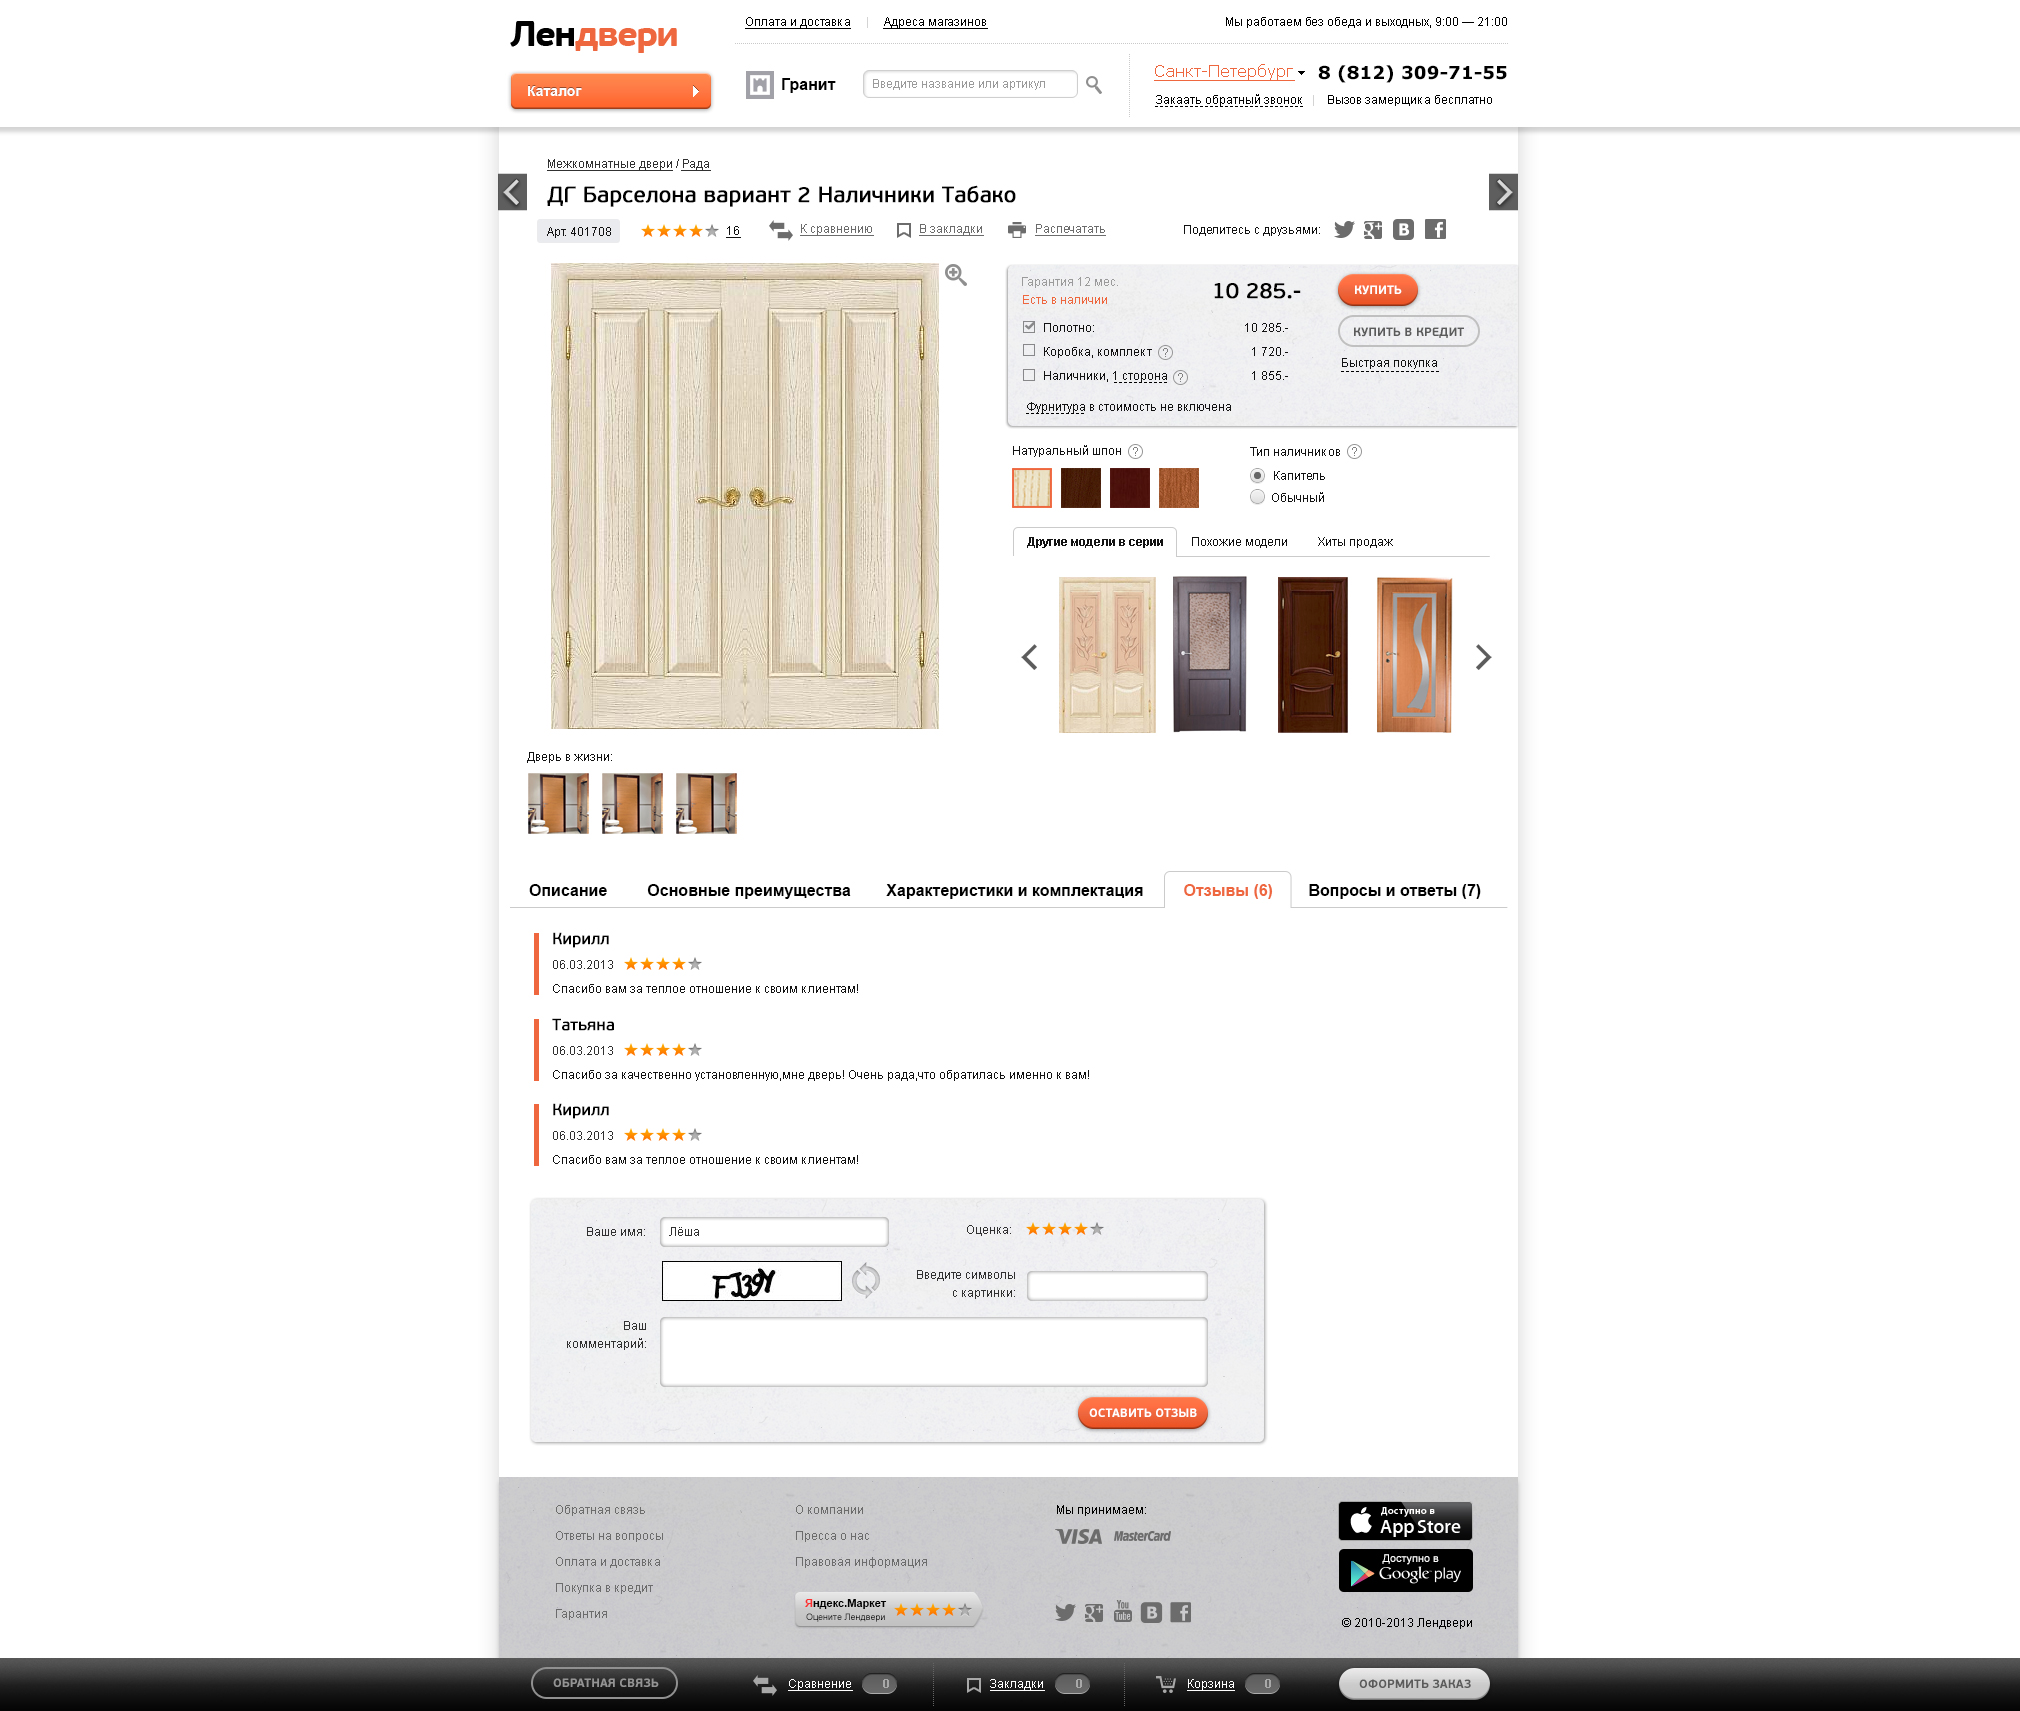 Лендвери
Оплата и доставка
Адреса магазинов
Мы работаем без обеда и выходных, 9:00 — 21:00
Каталог
Гранит
Введите название или артикул
Санкт-Петербург
8 (812) 309-71-55
Закаать обратный звонок
Вызов замерщика бесплатно
Межкомнатные двери / Рада
ДГ Барселона вариант 2 Наличники Табако
Арт. 401708
16
К сравнению
В закладки
Распечатать
Поделитесь с друзьями:
Гарантия 12 мес.
Есть в наличии
10 285.-
КУПИТЬ
КУПИТЬ В КРЕДИТ
Быстрая покупка
Полотно:
10 285.-
Коробка, комплект ?
1 720.-
Наличники, 1 сторона ?
1 855.-
Фурнитура в стоимость не включена
Натуральный шпон ?
Тип наличников ?
Капитель
Обычный
Другие модели в серии
Похожие модели
Хиты продаж
Дверь в жизни:
Описание
Основные преимущества
Характеристики и комплектация
Отзывы (6)
Вопросы и ответы (7)
Кирилл
06.03.2013
Спасибо вам за теплое отношение к своим клиентам!
Татьяна
06.03.2013
Спасибо за качественно установленную,мне дверь! Очень рада,что обратилась именно к вам!
Кирилл
06.03.2013
Спасибо вам за теплое отношение к своим клиентам!
Ваше имя:
Лёша
Оценка:
FJ39Y
Введите символы
с картинки:
Ваш
комментарий:
ОСТАВИТЬ ОТЗЫВ
Обратная связь
Ответы на вопросы
Оплата и доставка
Покупка в кредит
Гарантия
О компании
Пресса о нас
Правовая информация
Яндекс.Маркет
Оцените Лендвери
Мы принимаем:
VISA
MasterCard
You
Tube
Доступно в
App Store
Доступно в
Google play
© 2010-2013 Лендвери
ОБРАТНАЯ СВЯЗЬ
Сравнение
0
Закладки
0
Корзина
0
ОФОРМИТЬ ЗАКАЗ